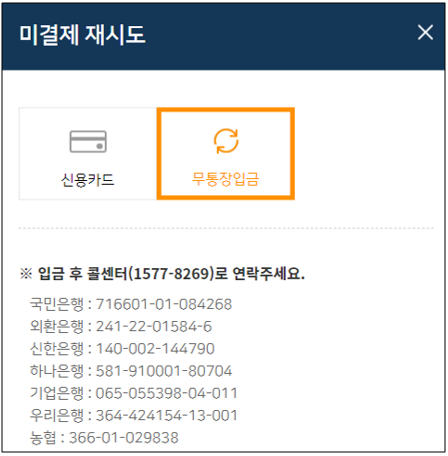 미결제 재시도
신용카드
무통장입금
※ 입금 후 콜센터(1577-8269)로 연락주세요.
국민은행 : 716601-01-084268
외환은행 : 241-22-01584-6
신한은행 : 140-002-144790
하나은행 : 581-910001-80704
기업은행 : 065-055398-04-011
우리은행 : 364-424154-13-001
농협 : 366-01-029838